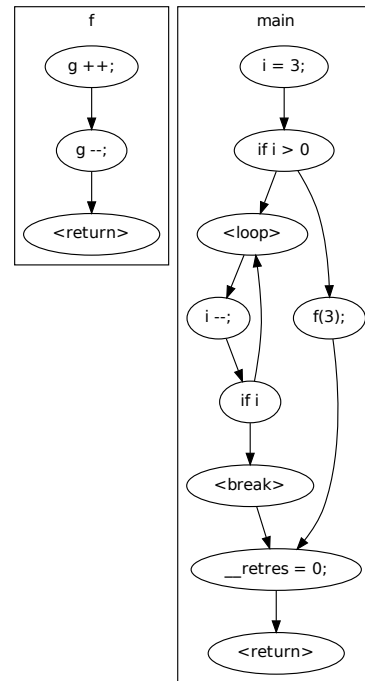 f
g ++;
g --;
<return>
main
i = 3;
if i > 0
<loop>
i --;
f(3);
if i
<break>
__retres = 0;
<return>